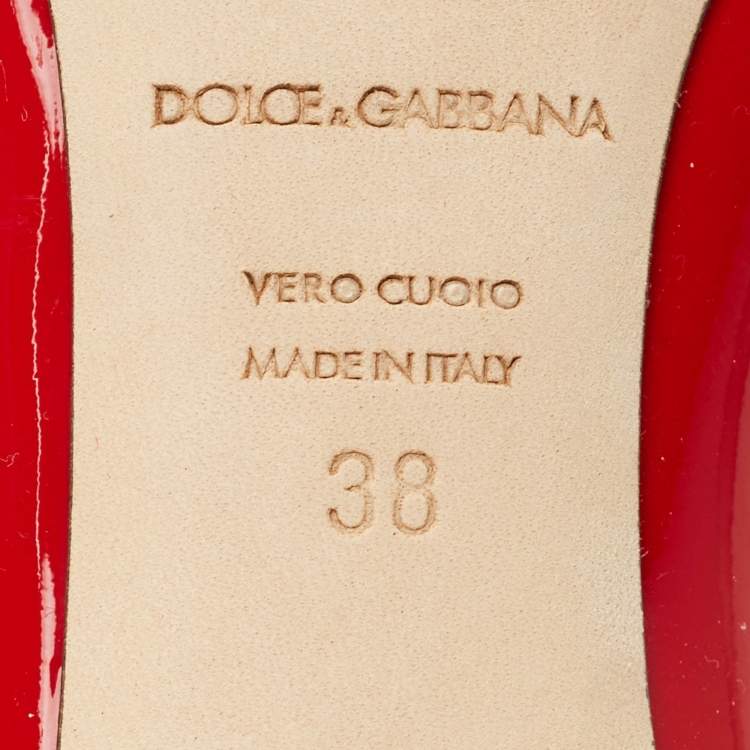 DOLCE&GABBANA
VERO CUOIO
MADE IN ITALY
38